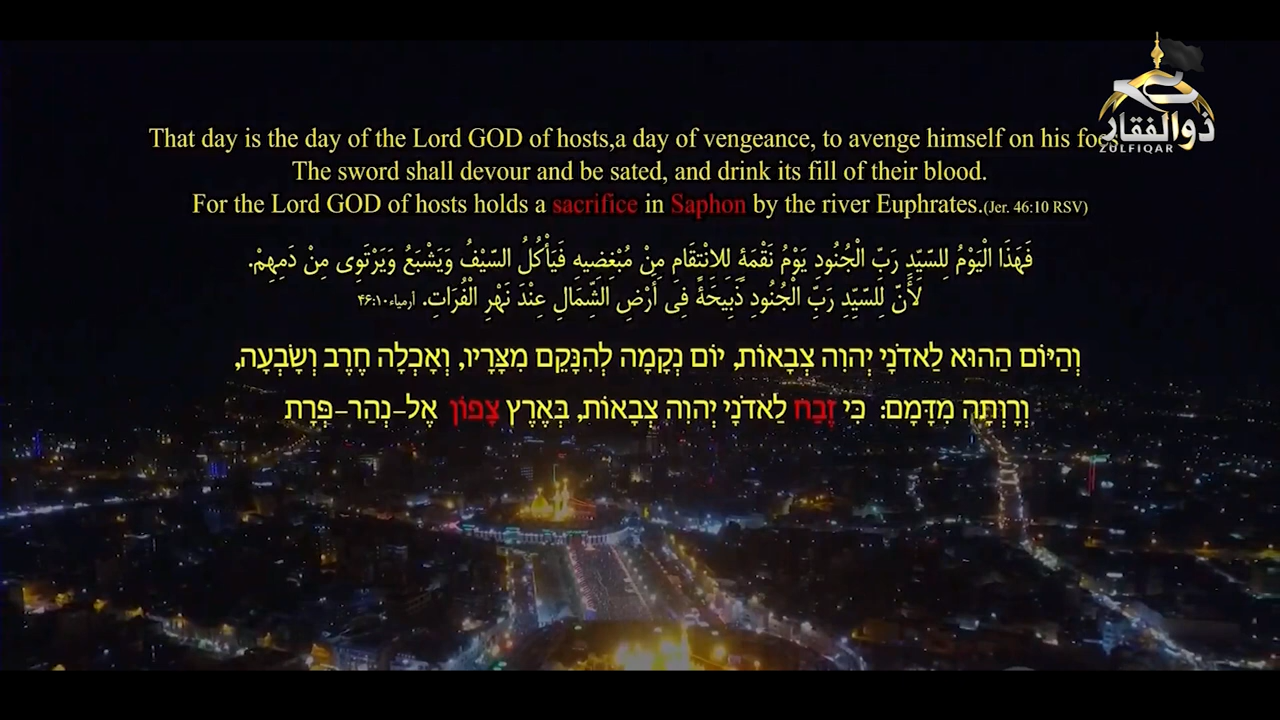 That day is the day of the Lord GOD of hosts,a day of vengeance, to avenge himself on his foes
The sword shall devour and be sated, and drink its fill of their blood.
For the Lord GOD of hosts holds a sacrifice in Saphon by the river Euphrates.(Jer. 46:10 RSV)
فَهَذَا الْيَوْمُ لِلسَّيِّدِ رَبِّ الْجُنُودِ يَوْمُ نَقْمَةٍ لِلانْتِقَامِ مِنْ مُبْغِضِيهِ فَيَأْكُلُ السَّيْفُ وَيَشْبَعُ وَيَرْتَوِى مِنْ دَمِهِمْ.
لأَنَّ لِلسَّيِّدِ رَبِّ الْجُنُودِ ذَبِيحَةً فِى أَرْضِ الشِّمَالِ عِنْدَ نَهْرِ الْفُرَاتِ. أرمياء۴۶:۱۰
וְהַיּוֹם הַהוּא לַאדֹנָי יְהוִה צְבָאוֹת, יוֹם נְקָמָה לְהִנָּקֵם מִצָּרָיו, וְאָכְלָה חֶרֶב וְשָׂבְעָה,
וְרָוְתָה מִדָּמָם: כִּי זֶבַח לַאדֹנָי יְהוִה צְבָאוֹת, בְּאֶרֶץ צָפוֹן אֶל–נְהַר–פְּרָת
ذوالفقار
ZULFIQAR